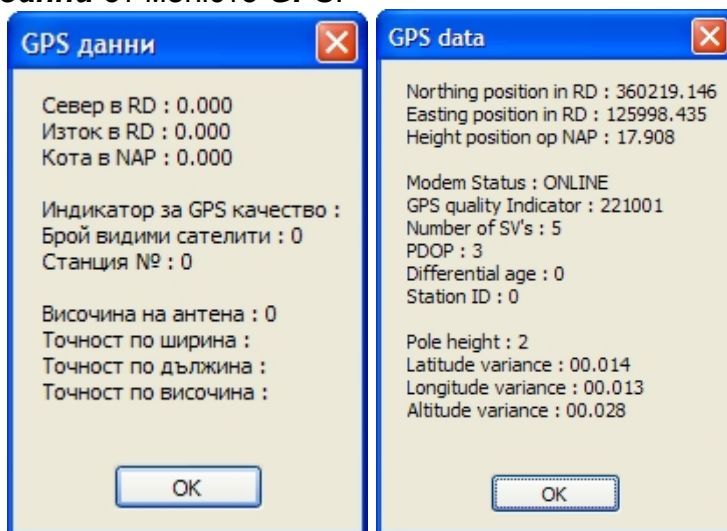 данни от менюто GPS.
GPS данни
Север в RD : 0.000
Изток в RD : 0.000
Кота в NAP : 0.000
Индикатор за GPS качество :
Брой видими сателити : 0
Станция № : 0
Височина на антена : 0
Точност по ширина :
Точност по дължина :
Точност по височина :
OK
GPS data
Northing position in RD : 360219.146
Easting position in RD : 125998.435
Height position op NAP : 17.908
Modem Status : ONLINE
GPS quality Indicator : 221001
Number of SV's : 5
PDOP : 3
Differential age : 0
Station ID : 0
Pole height : 2
Latitude variance : 00.014
Longitude variance : 00.013
Altitude variance : 00.028
OK